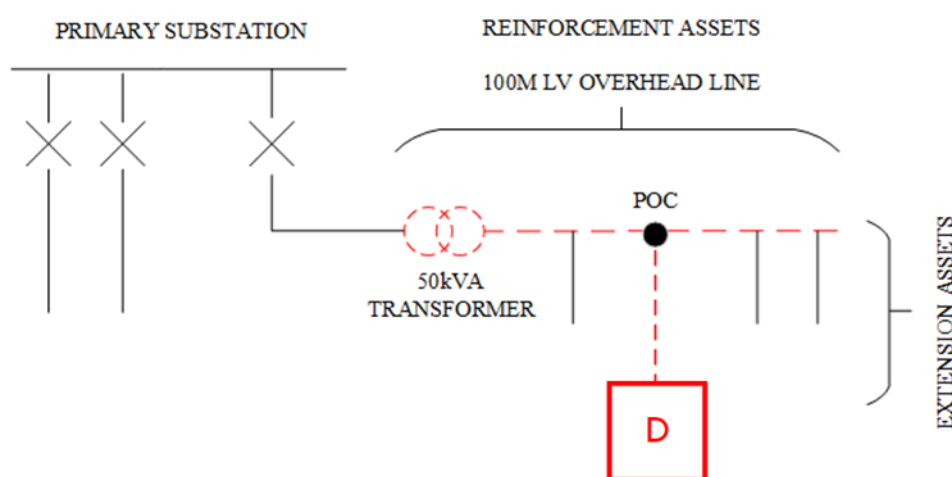 PRIMARY SUBSTATION
REINFORCEMENT ASSETS
100M LV OVERHEAD LINE
POC
50kVA
TRANSFORMER
EXTENSION ASSETS
D